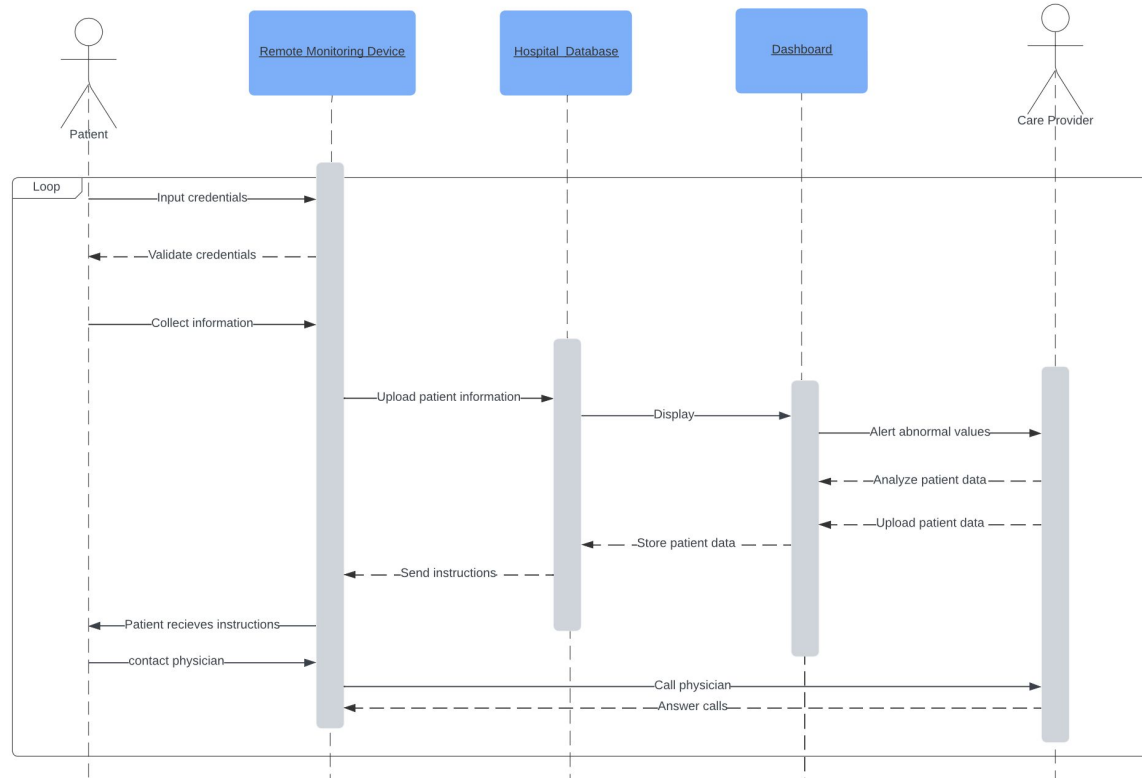 Remote Monitoring Device
Hospital_Database
Dashboard
Care Provider
Patient
Loop
Input credentials
Validate credentials
Collect information
Upload patient information
Display
Alert abnormal values
Analyze patient data
Upload patient data
Store patient data
Send instructions
Patient recieves instructions
contact physician
Call physician
Answer calls